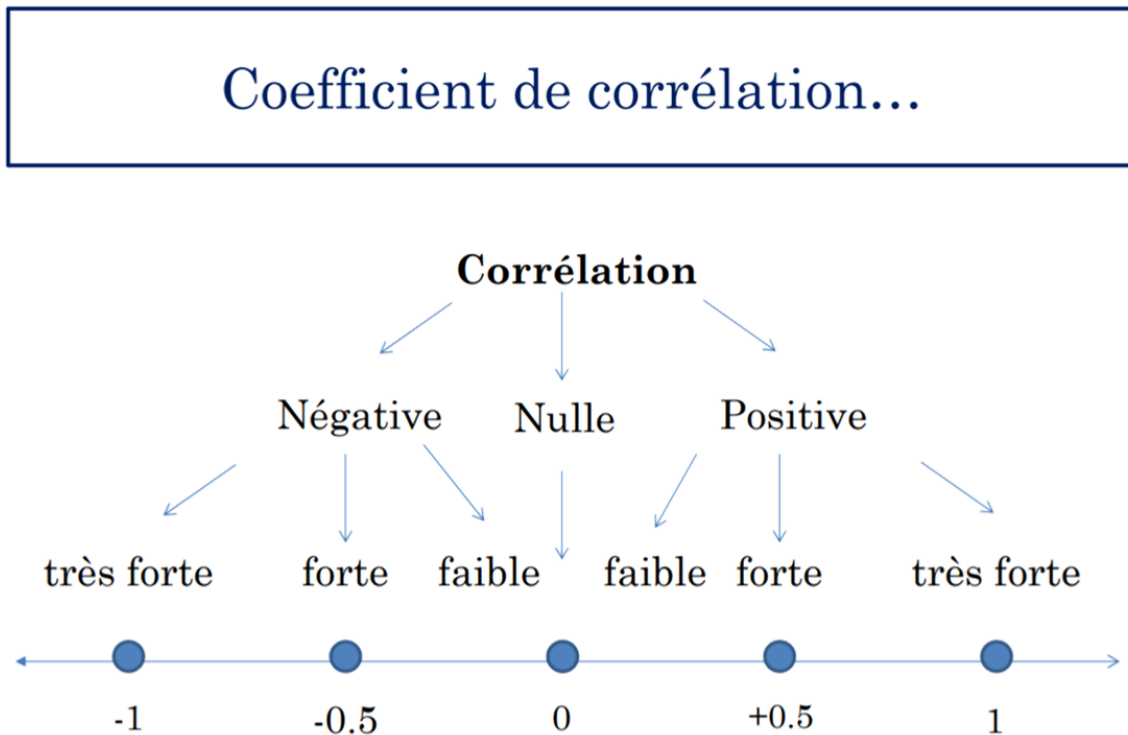 Coefficient de corrélation…
Corrélation
Négative Nulle Positive
très forte forte faible faible forte très forte
-1 -0.5 0 +0.5 1